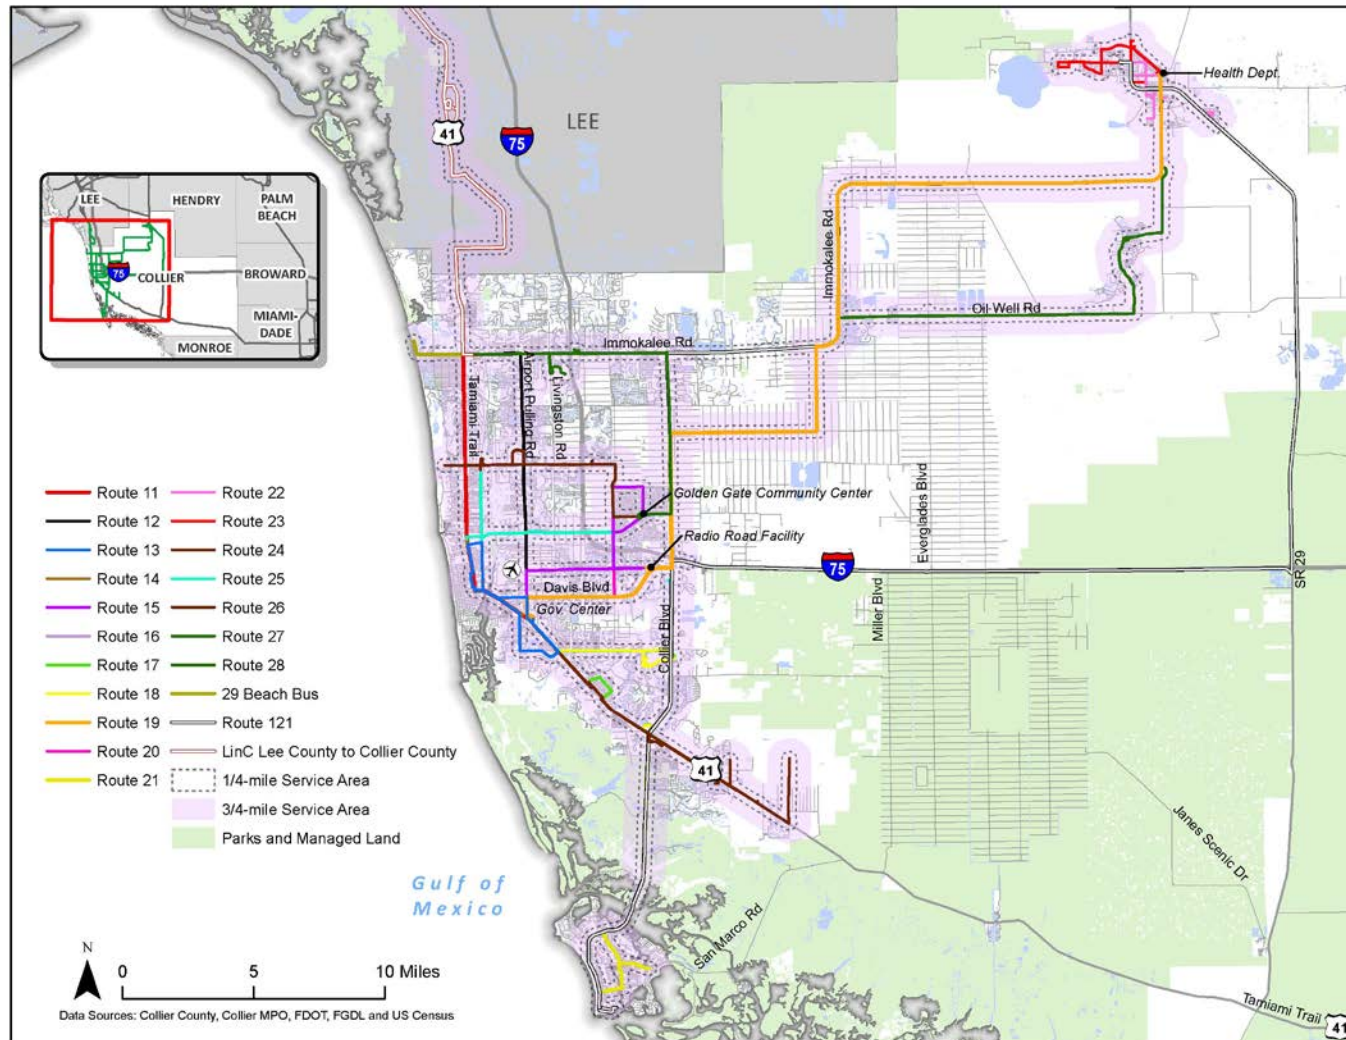 41
75
LEE
Health Dept.
LEE
HENDRY
PALM
BEACH
75
COLLIER
BROWARD
MIAMI-
DADE
MONROE
Immokalee Rd
Oil Well Rd
Immokalee Rd
Tamiami Trail
Airport Pulling Rd
Livingston Rd
Golden Gate Community Center
Radio Road Facility
Everglades Blvd
75
SR 29
Davis Blvd
Gov. Center
Collier Blvd
Miller Blvd
Route 11
Route 12
Route 13
Route 14
Route 15
Route 16
Route 17
Route 18
Route 19
Route 20
Route 21
Route 22
Route 23
Route 24
Route 25
Route 26
Route 27
Route 28
29 Beach Bus
Route 121
LinC Lee County to Collier County
1/4-mile Service Area
3/4-mile Service Area
Parks and Managed Land
41
Janes Scenic Dr
Gulf of
Mexico
San Marco Rd
N
0 5 10 Miles
Data Sources: Collier County, Collier MPO, FDOT, FGDL and US Census
Tamiami Trail
41